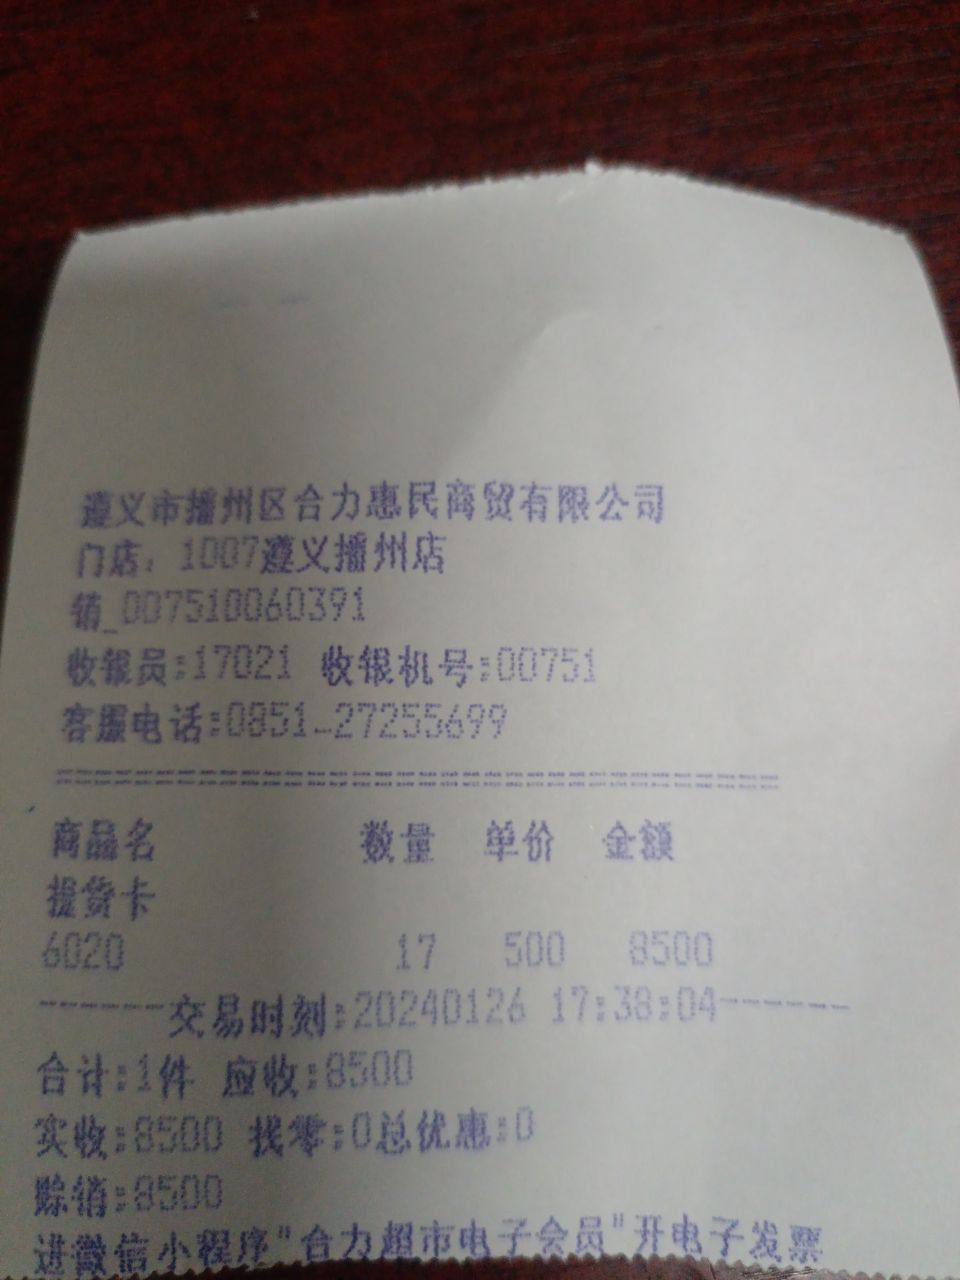 遵义市播州区合力惠民商贸有限公司
门店：1007遵义播州店
销_007510060391
收银员:17021 收银机号:00751
客服电话:0851-27255699
========================================
商品名 数量 单价 金额
提货卡
6020 17 500 8500
-------交易时刻:20240126 17:38:04-------
合计:1件 应收:8500
实收:8500 找零:0总优惠:0
赊销:8500
进微信小程序"合力超市电子会员"开电子发票